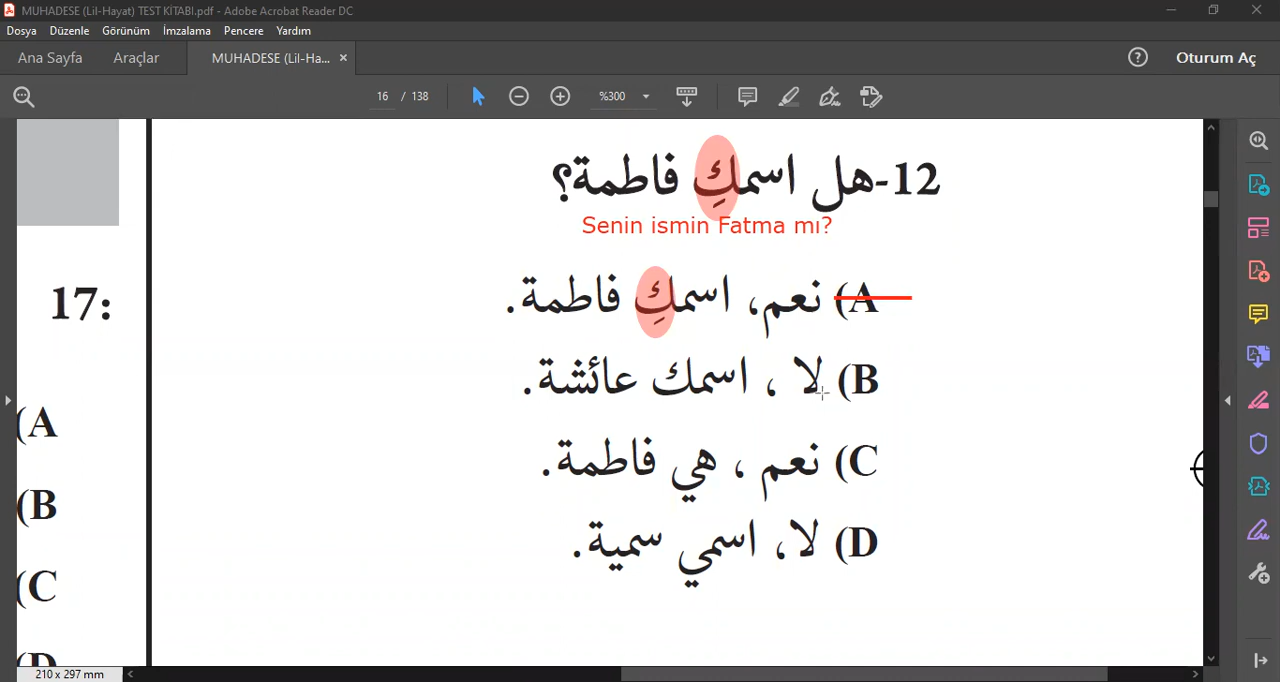 MUHADESE (Lil-Hayat) TEST KİTABI.pdf - Adobe Acrobat Reader DC
Dosya Düzenle Görünüm İmzalama Pencere Yardım
Ana Sayfa Araçlar MUHADESE (Lil-Ha... × ? Oturum Aç
16 / 138 %300
12-هل اسمكِ فاطمة؟
Senin ismin Fatma mı?
A) نعم، اسمكِ فاطمة.
B) لا ، اسمك عائشة.
C) نعم ، هي فاطمة.
D) لا، اسمي سمية.
17:
(A
(B
(C
(D
210 x 297 mm